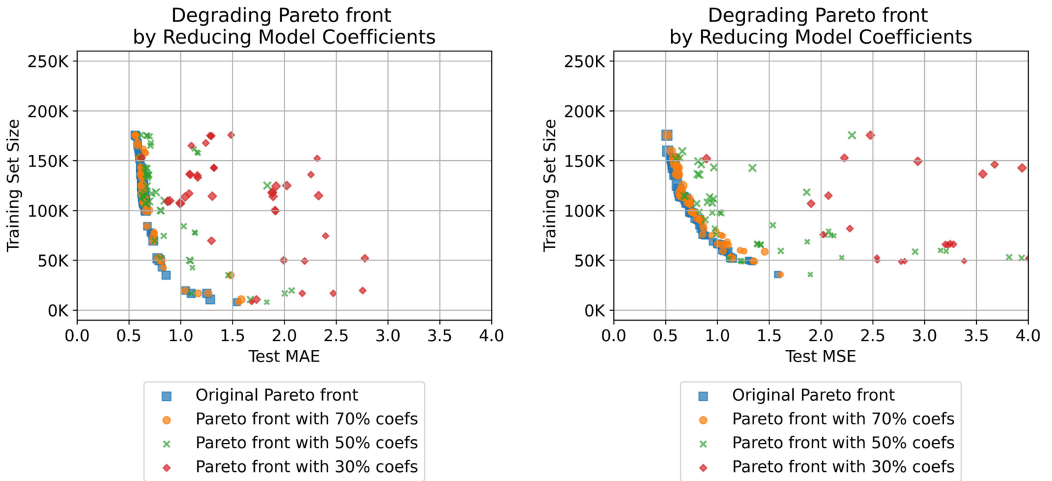 Degrading Pareto front
by Reducing Model Coefficients
250K
200K
150K
100K
50K
0K
Training Set Size
0.0 0.5 1.0 1.5 2.0 2.5 3.0 3.5 4.0
Test MAE
Original Pareto front
Pareto front with 70% coefs
Pareto front with 50% coefs
Pareto front with 30% coefs
Degrading Pareto front
by Reducing Model Coefficients
250K
200K
150K
100K
50K
0K
Training Set Size
0.0 0.5 1.0 1.5 2.0 2.5 3.0 3.5 4.0
Test MSE
Original Pareto front
Pareto front with 70% coefs
Pareto front with 50% coefs
Pareto front with 30% coefs